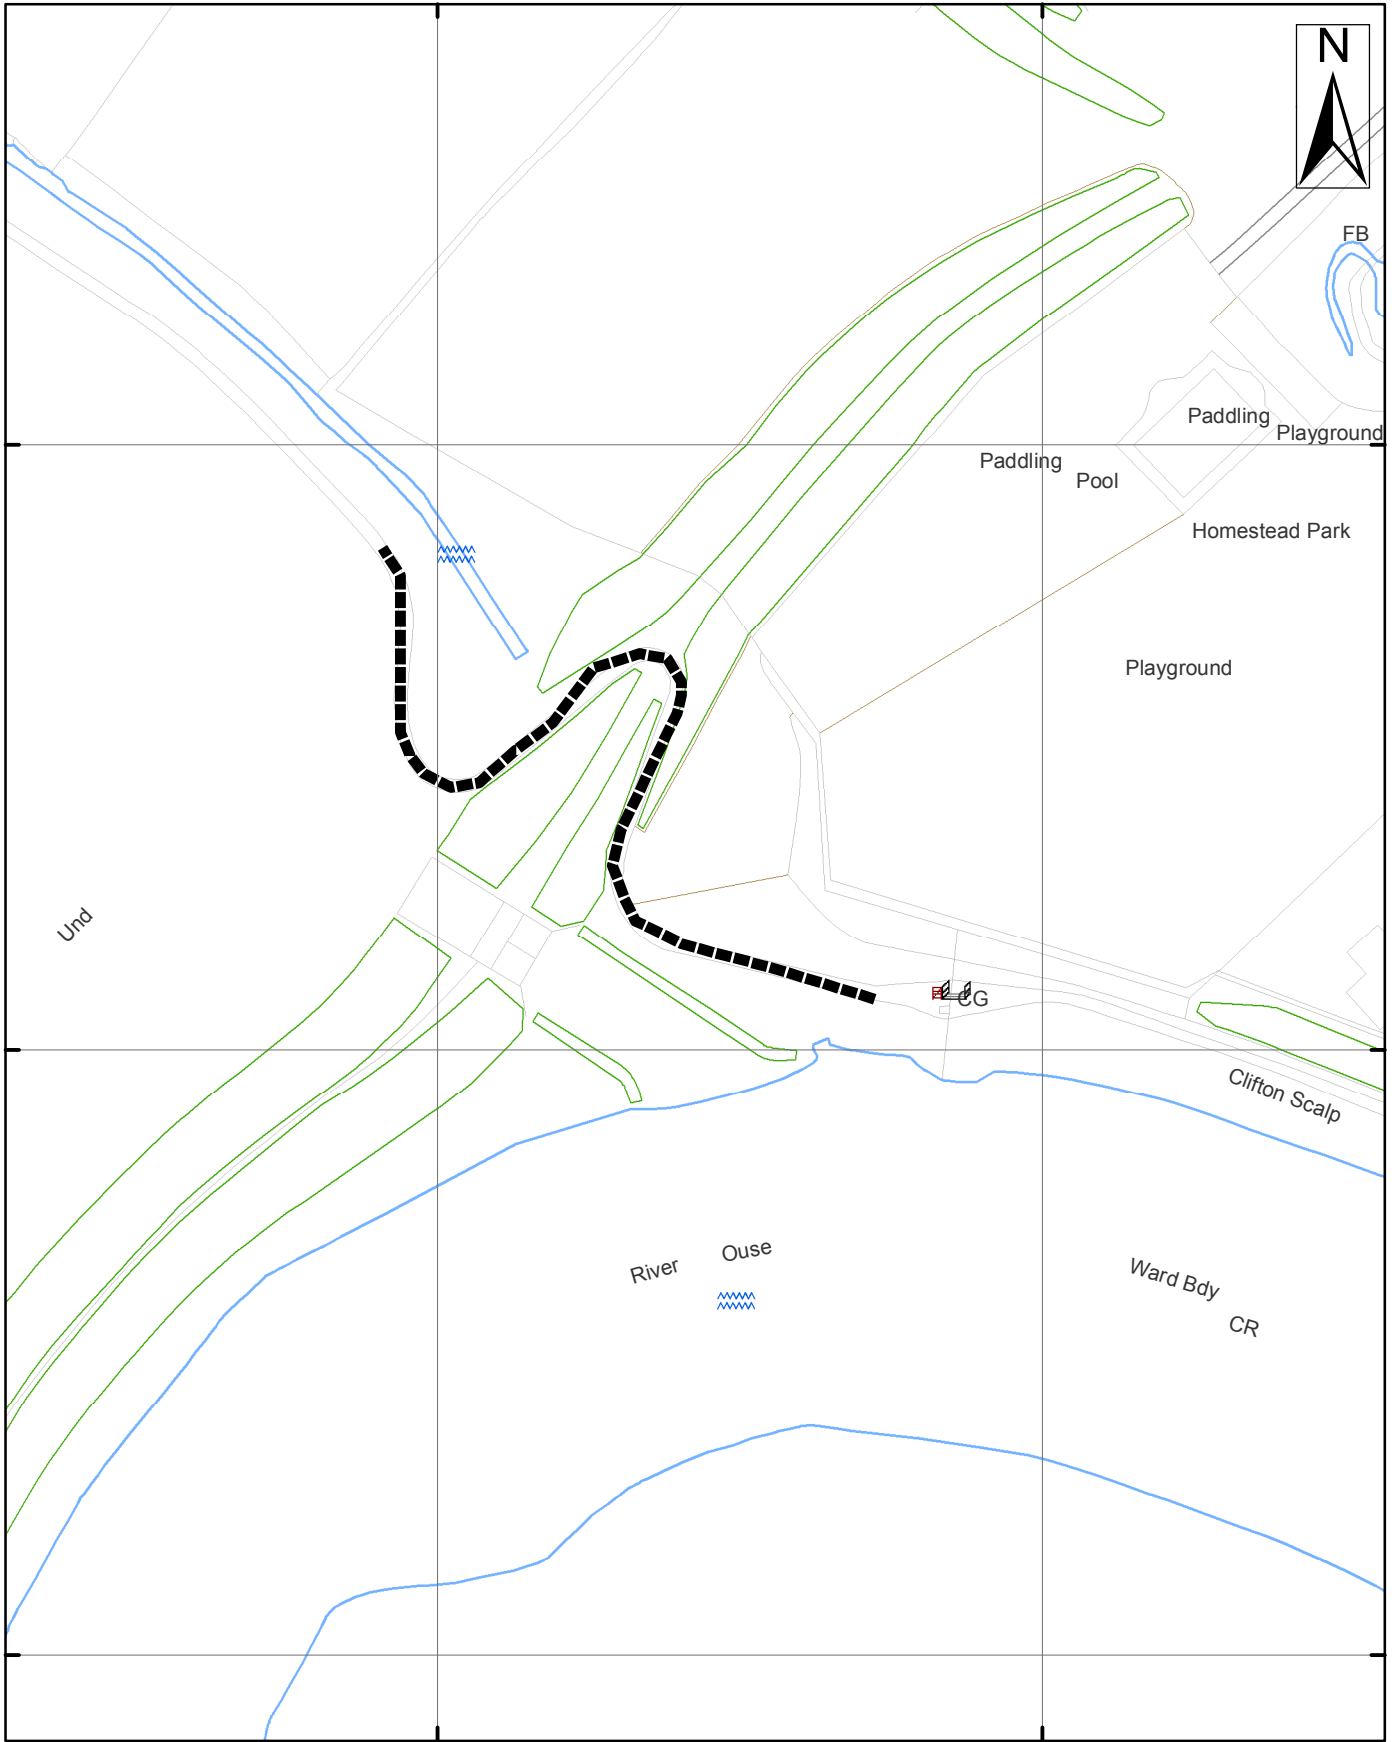 N
FB
Paddling
Playground
Paddling
Pool
Homestead Park
Playground
Und
CG
Clifton Scalp
River Ouse
Ward Bdy
CR